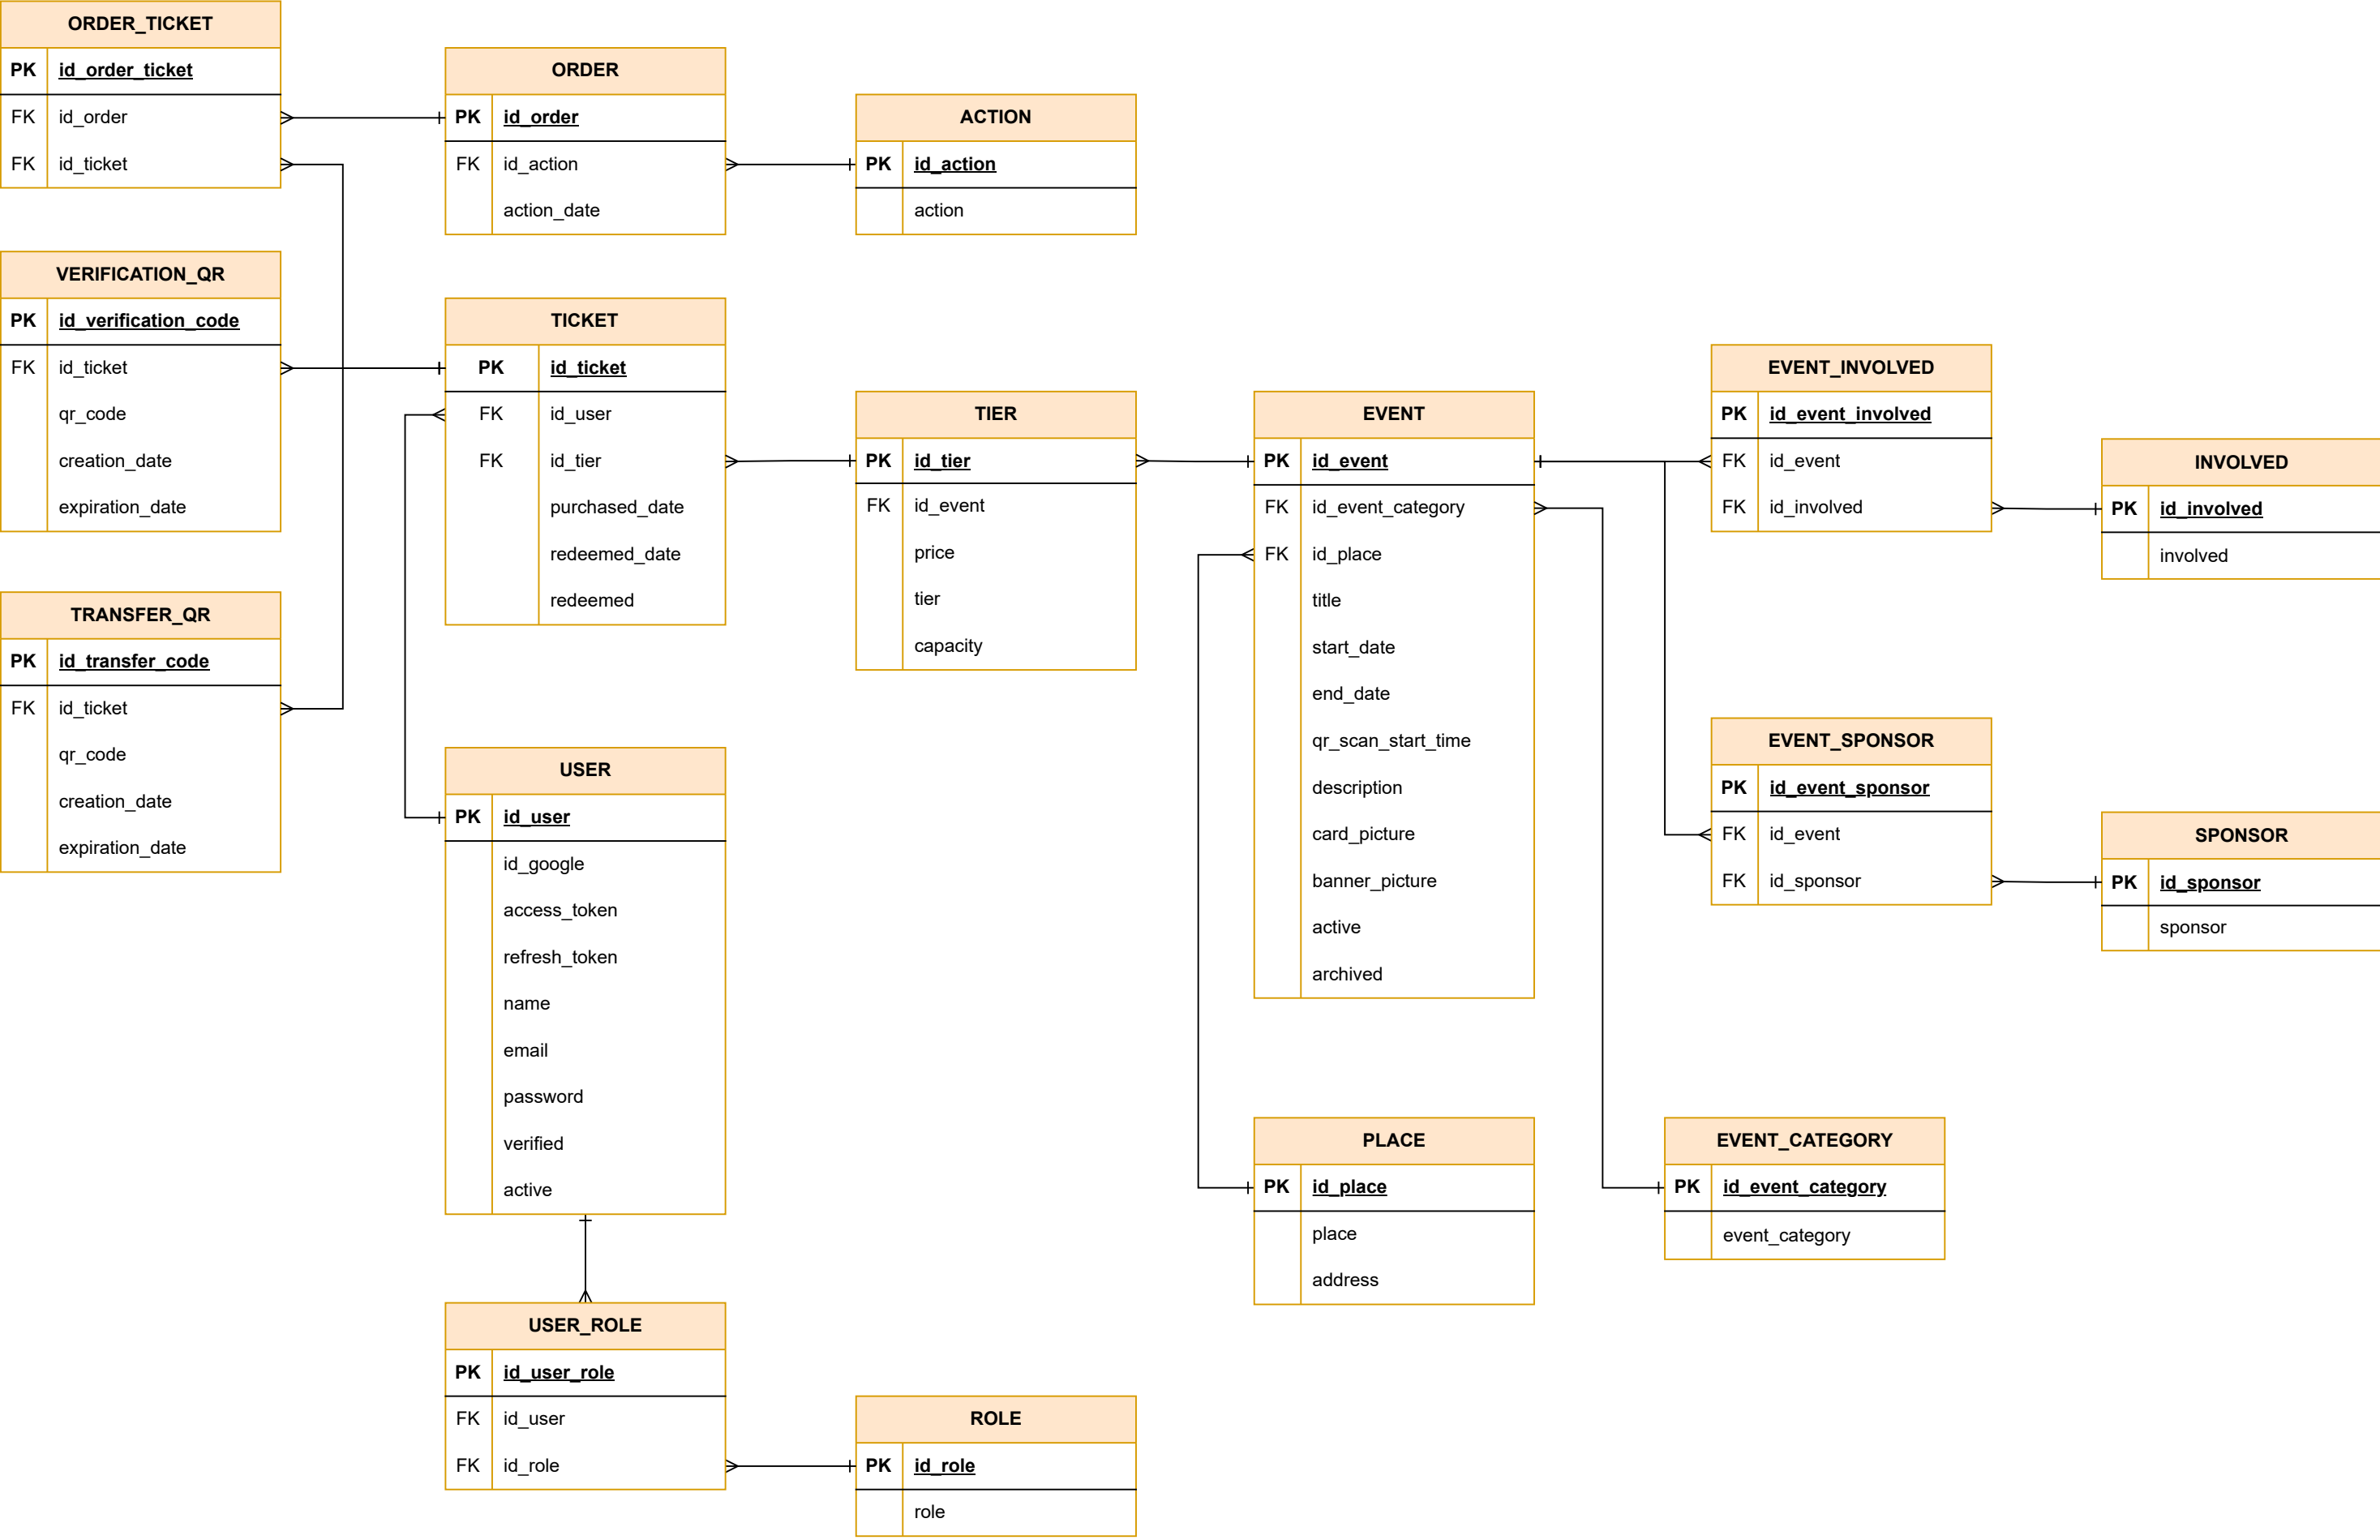 ORDER_TICKET
PK id_order_ticket
FK id_order
FK id_ticket
ORDER
PK id_order
FK id_action
action_date
ACTION
PK id_action
action
VERIFICATION_QR
PK id_verification_code
FK id_ticket
qr_code
creation_date
expiration_date
TICKET
PK id_ticket
FK id_user
FK id_tier
purchased_date
redeemed_date
redeemed
TIER
PK id_tier
FK id_event
price
tier
capacity
EVENT
PK id_event
FK id_event_category
FK id_place
title
start_date
end_date
qr_scan_start_time
description
card_picture
banner_picture
active
archived
EVENT_INVOLVED
PK id_event_involved
FK id_event
FK id_involved
INVOLVED
PK id_involved
involved
TRANSFER_QR
PK id_transfer_code
FK id_ticket
qr_code
creation_date
expiration_date
USER
PK id_user
id_google
access_token
refresh_token
name
email
password
verified
active
EVENT_SPONSOR
PK id_event_sponsor
FK id_event
FK id_sponsor
SPONSOR
PK id_sponsor
sponsor
PLACE
PK id_place
place
address
EVENT_CATEGORY
PK id_event_category
event_category
USER_ROLE
PK id_user_role
FK id_user
FK id_role
ROLE
PK id_role
role